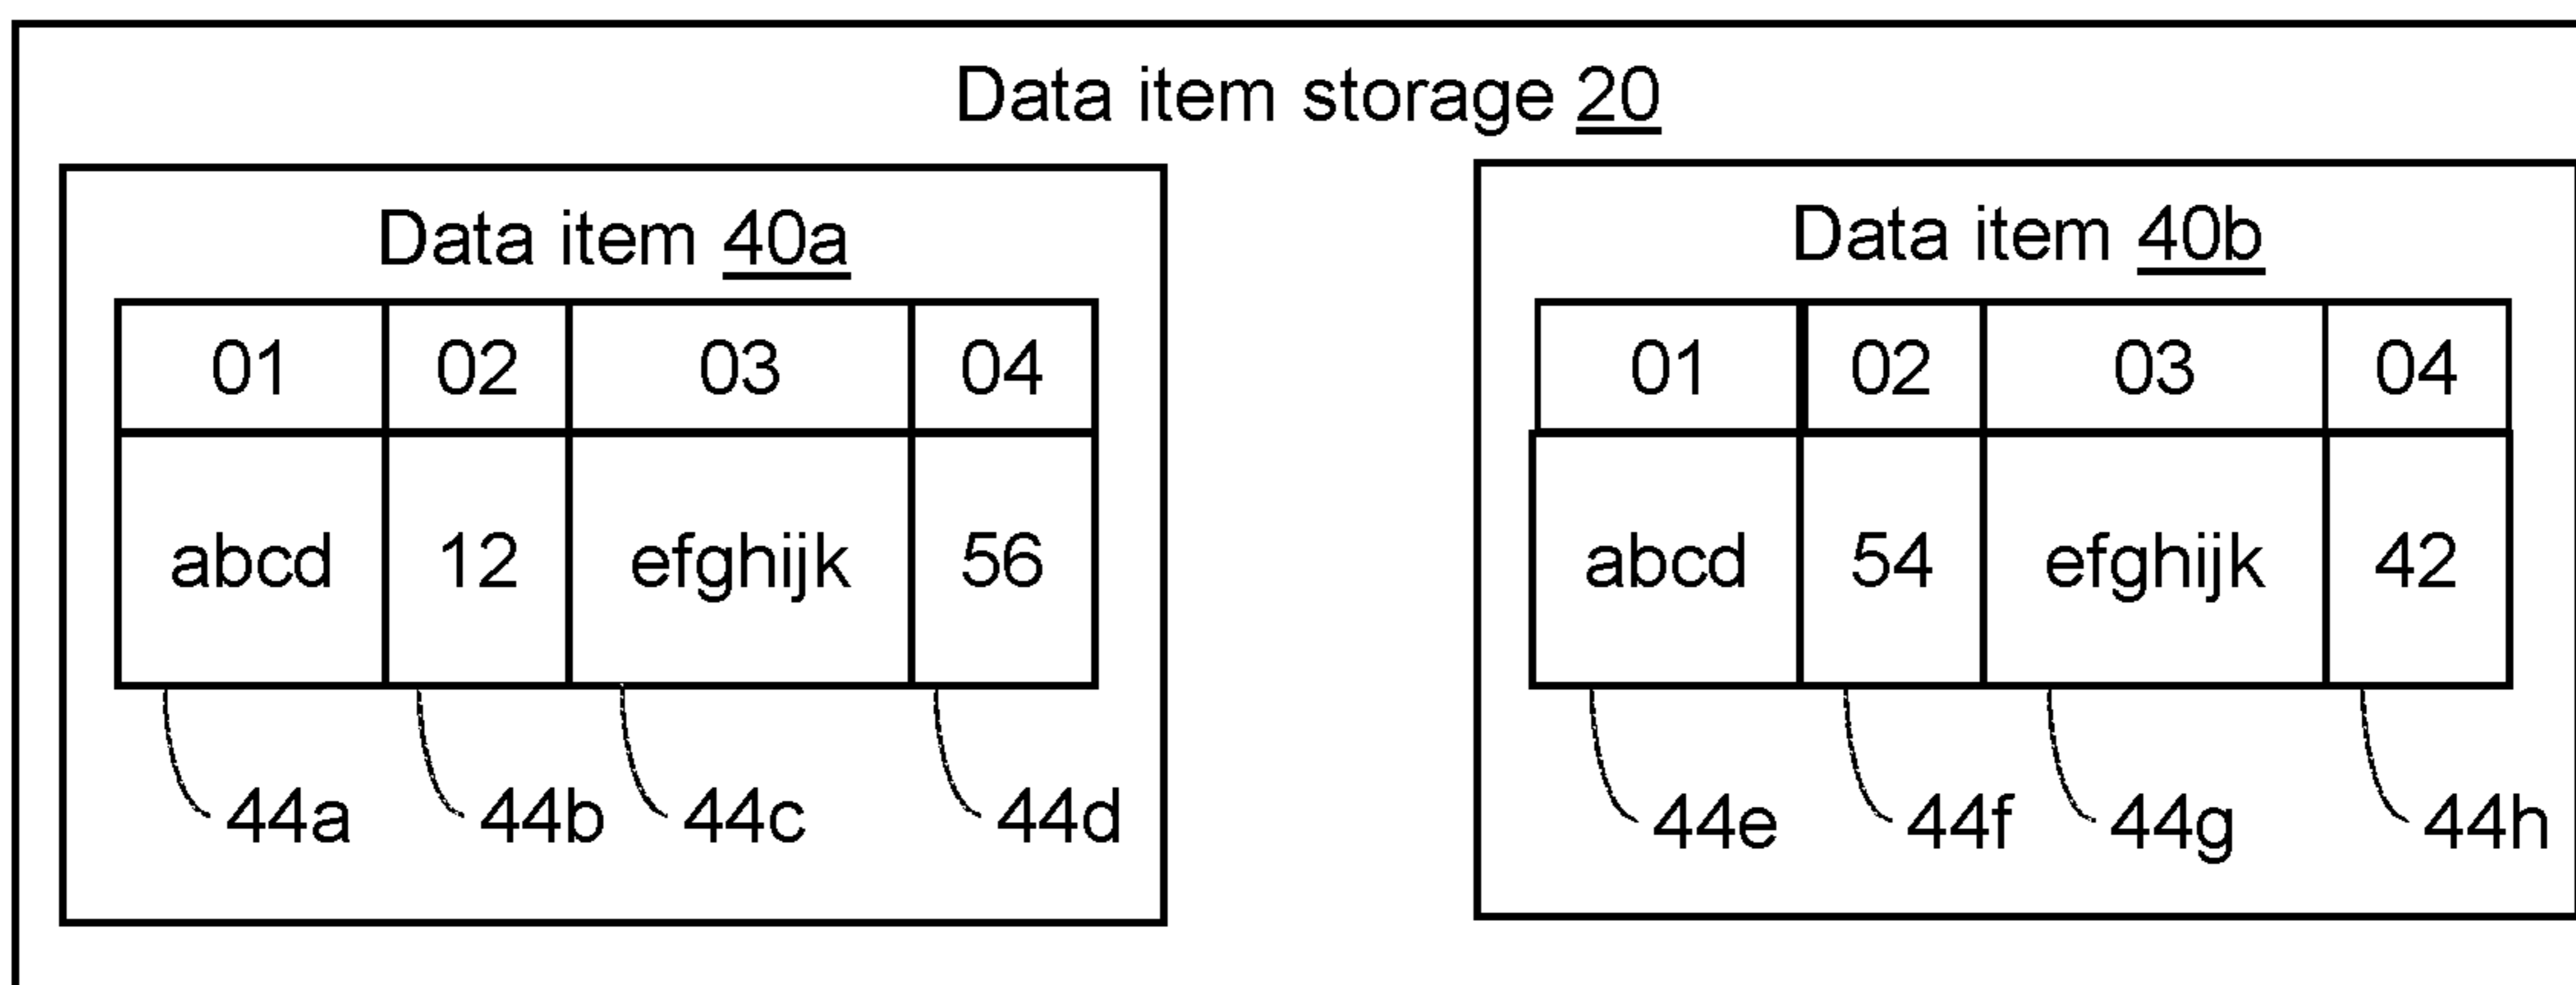 Data item storage 20
Data item 40a
01 02 03 04
abcd 12 efghijk 56
44a 44b 44c 44d
Data item 40b
01 02 03 04
abcd 54 efghijk 42
44e 44f 44g 44h